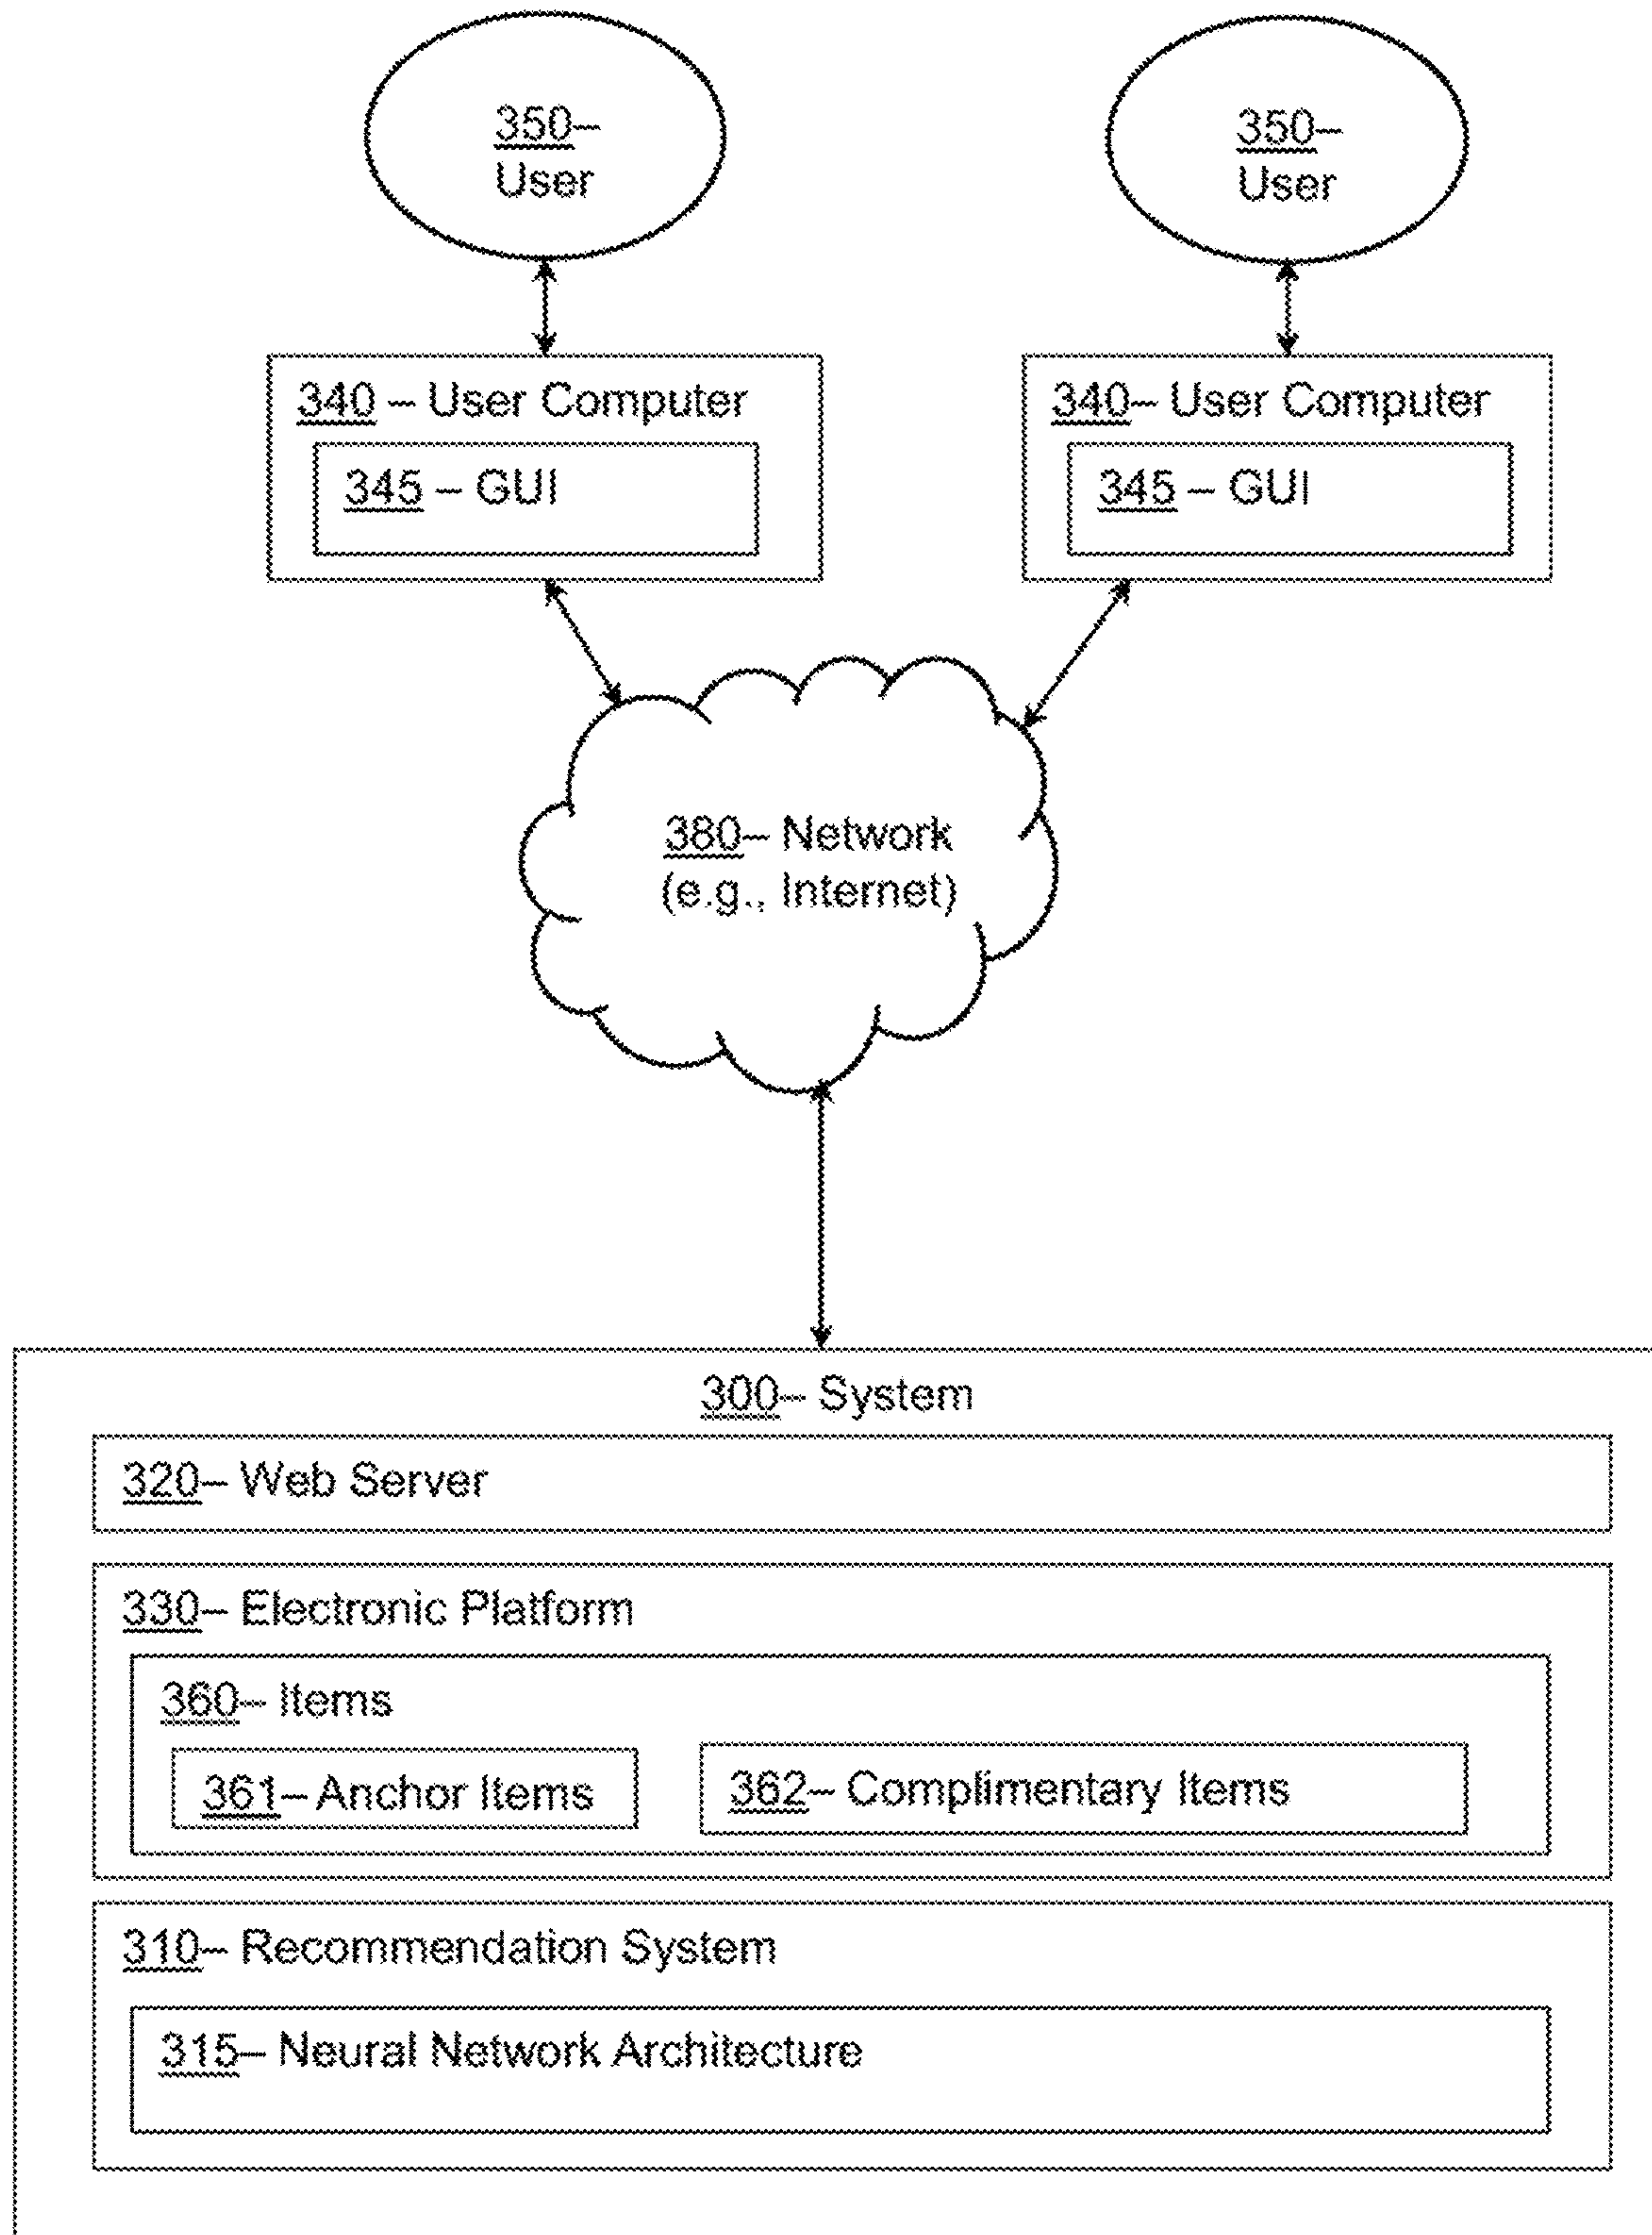 350–
User
350–
User
340 – User Computer
345 – GUI
340– User Computer
345 – GUI
380– Network
(e.g., Internet)
300– System
320– Web Server
330– Electronic Platform
360– Items
361– Anchor Items
362– Complimentary Items
310– Recommendation System
315– Neural Network Architecture